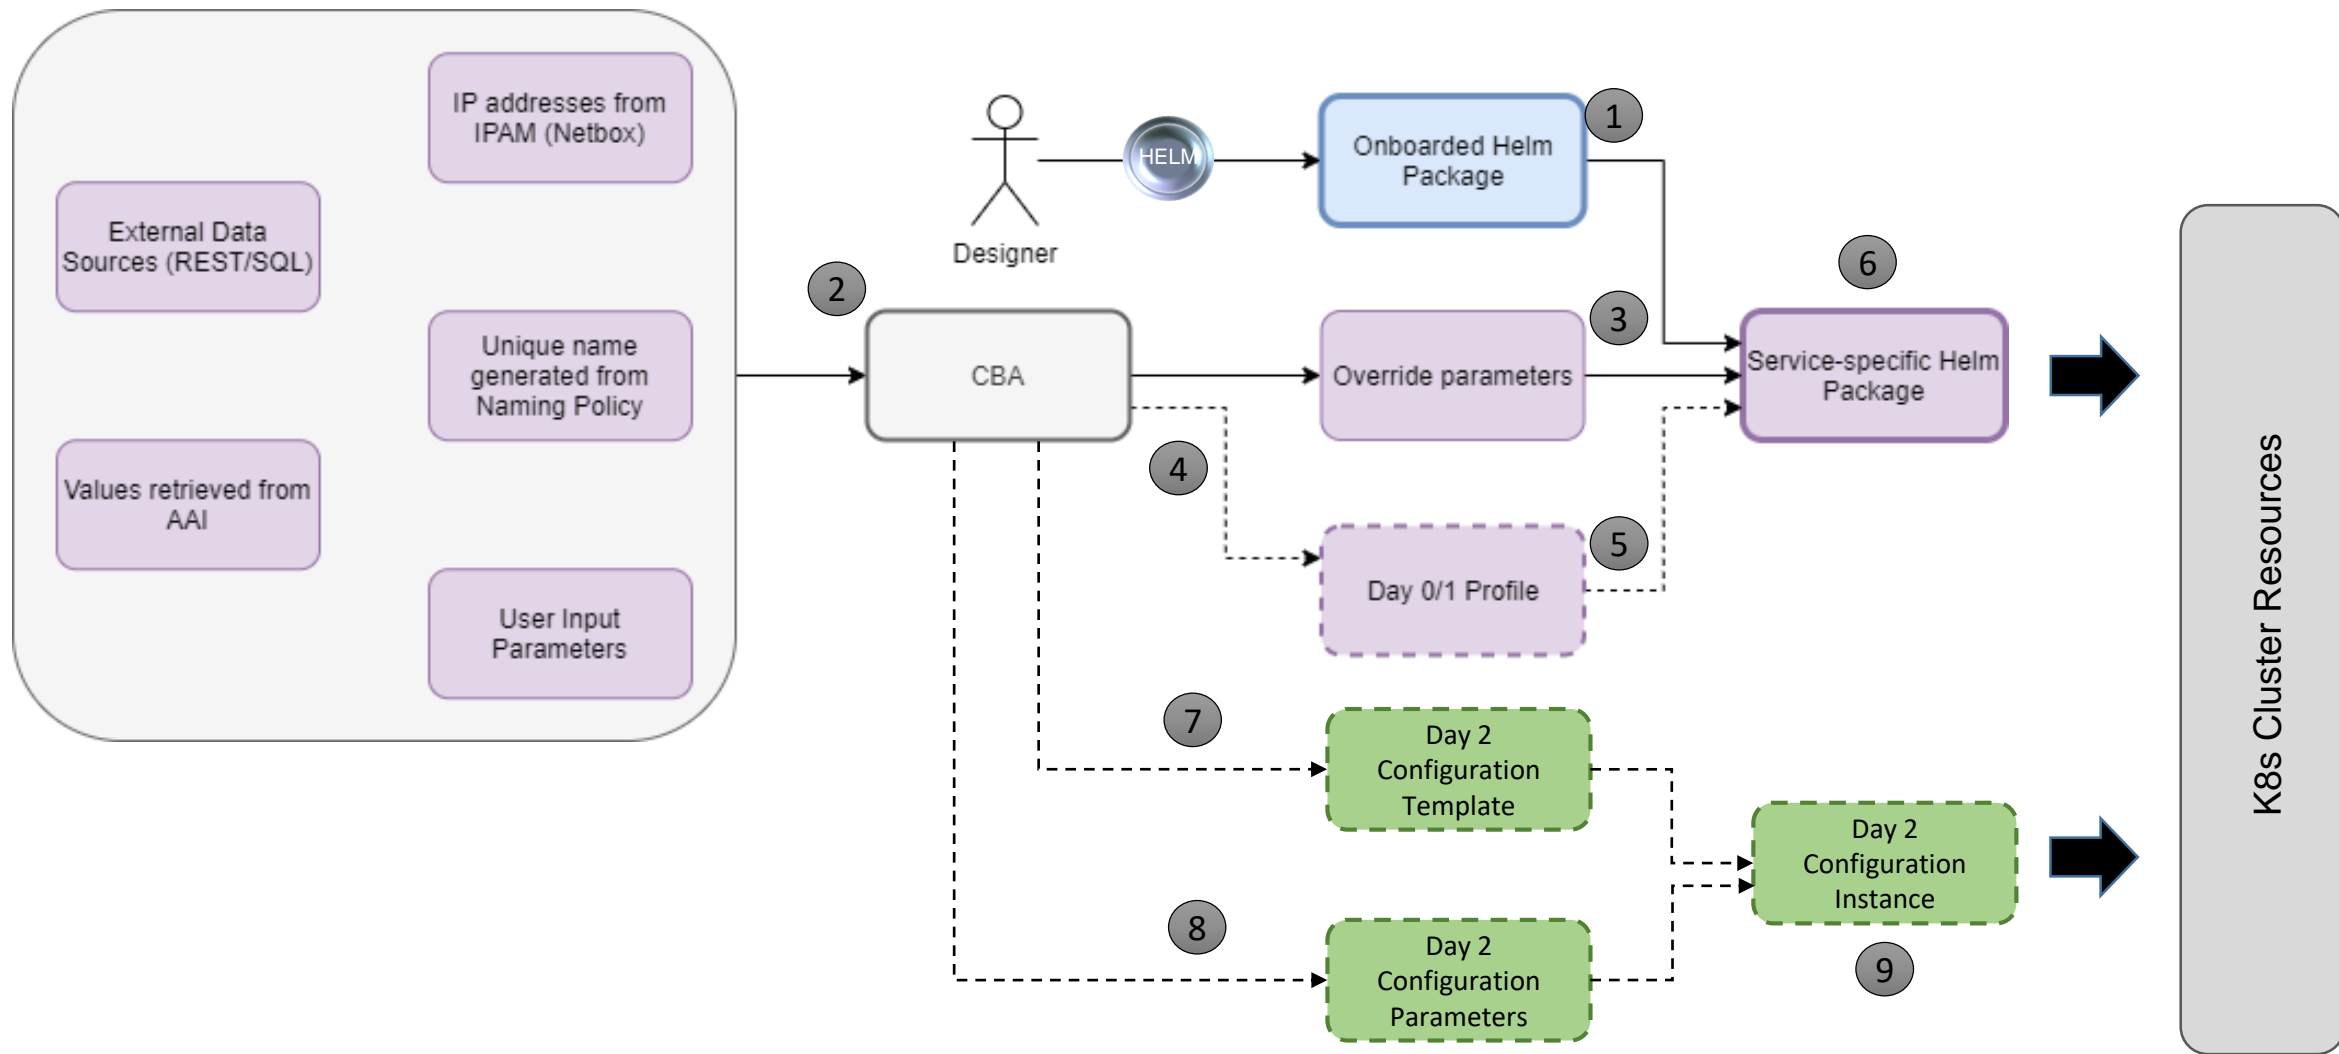 IP addresses from
IPAM (Netbox)
External Data
Sources (REST/SQL)
Unique name
generated from
Naming Policy
Values retrieved from
AAI
User Input
Parameters
Designer
HELM
Onboarded Helm
Package
1
2
CBA
Override parameters
3
4
Day 0/1 Profile
5
6
Service-specific Helm
Package
7
Day 2
Configuration
Template
8
Day 2
Configuration
Parameters
Day 2
Configuration
Instance
9
K8s Cluster Resources